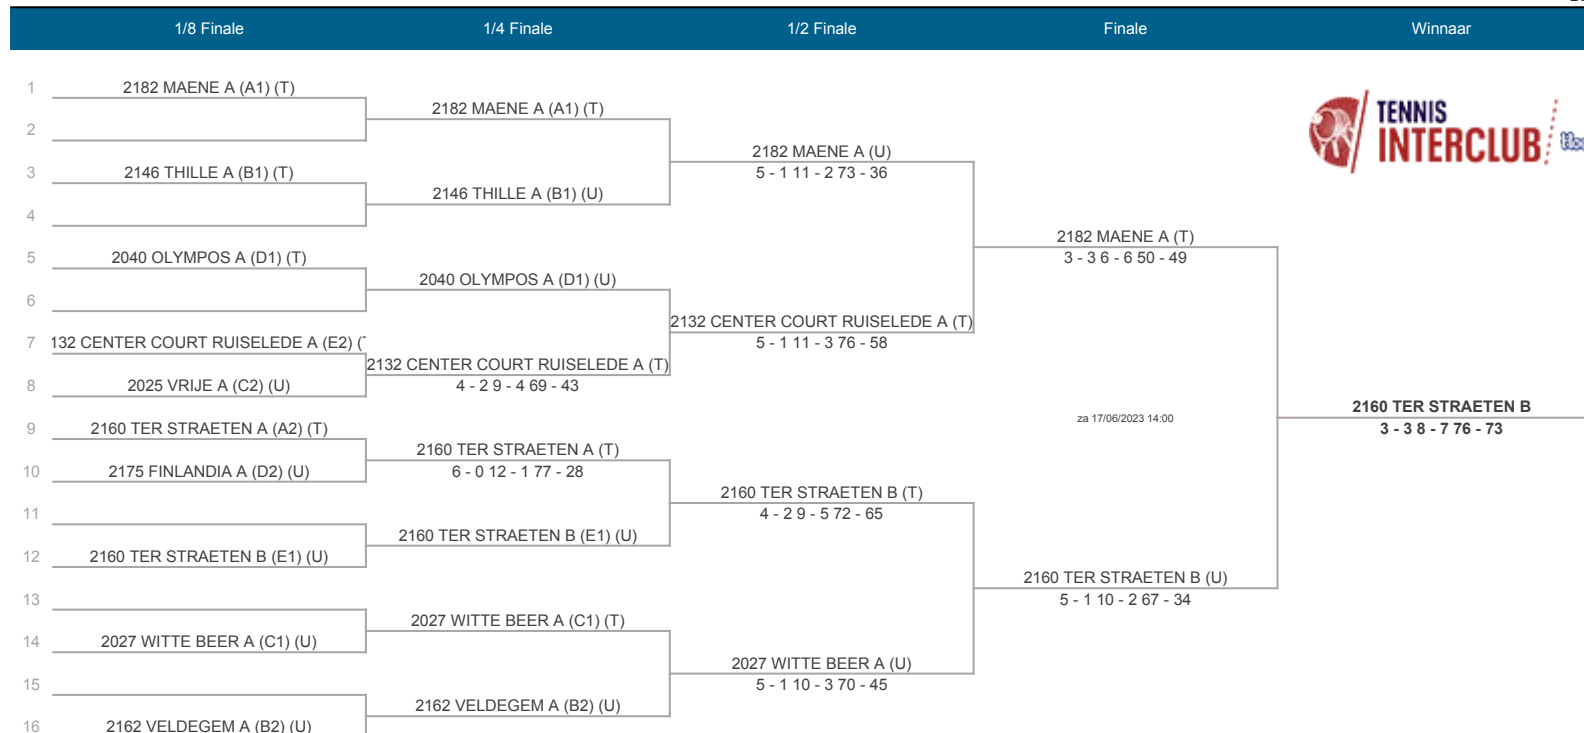 1/8 Finale 1/4 Finale 1/2 Finale Finale Winnaar
1 2182 MAENE A (A1) (T)
2182 MAENE A (A1) (T)
2
2182 MAENE A (U)
5 - 1 11 - 2 73 - 36
3 2146 THILLE A (B1) (T)
2146 THILLE A (B1) (U)
4
2182 MAENE A (T)
3 - 3 6 - 6 50 - 49
5 2040 OLYMPOS A (D1) (T)
2040 OLYMPOS A (D1) (U)
6
2132 CENTER COURT RUISELEDE A (T)
5 - 1 11 - 3 76 - 58
7 132 CENTER COURT RUISELEDE A (E2) (
2132 CENTER COURT RUISELEDE A (T)
4 - 2 9 - 4 69 - 43
8 2025 VRIJE A (C2) (U)
za 17/06/2023 14:00
2160 TER STRAETEN B
3 - 3 8 - 7 76 - 73
9 2160 TER STRAETEN A (A2) (T)
2160 TER STRAETEN A (T)
6 - 0 12 - 1 77 - 28
10 2175 FINLANDIA A (D2) (U)
2160 TER STRAETEN B (T)
4 - 2 9 - 5 72 - 65
11
2160 TER STRAETEN B (E1) (U)
12 2160 TER STRAETEN B (E1) (U)
2160 TER STRAETEN B (U)
5 - 1 10 - 2 67 - 34
13
2027 WITTE BEER A (C1) (T)
14 2027 WITTE BEER A (C1) (U)
2027 WITTE BEER A (U)
5 - 1 10 - 3 70 - 45
15
2162 VELDEGEM A (B2) (U)
16 2162 VELDEGEM A (B2) (U)
TENNIS
INTERCLUB